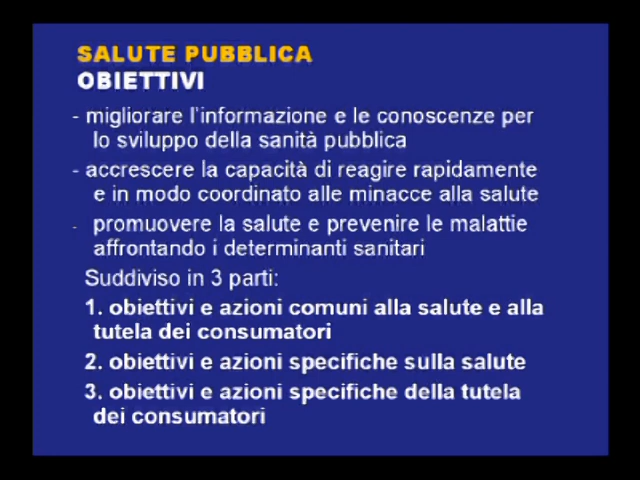 SALUTE PUBBLICA
OBIETTIVI
- migliorare l'informazione e le conoscenze per
lo sviluppo della sanità pubblica
- accrescere la capacità di reagire rapidamente
e in modo coordinato alle minacce alla salute
- promuovere la salute e prevenire le malattie
affrontando i determinanti sanitari
Suddiviso in 3 parti:
1. obiettivi e azioni comuni alla salute e alla
tutela dei consumatori
2. obiettivi e azioni specifiche sulla salute
3. obiettivi e azioni specifiche della tutela
dei consumatori